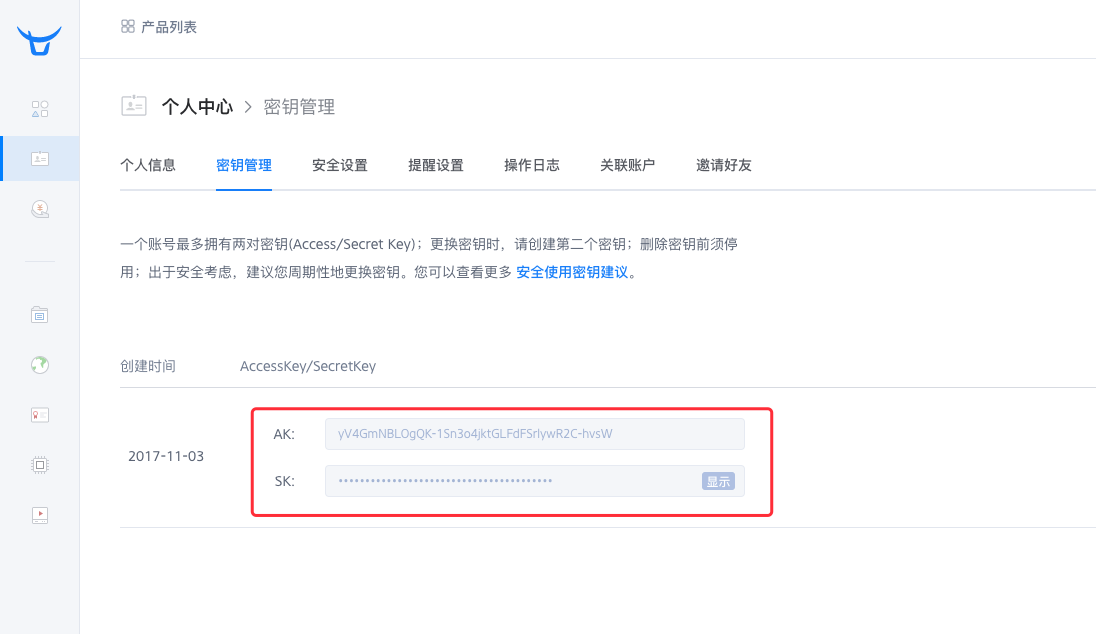 产品列表
个人中心 > 密钥管理
个人信息 密钥管理 安全设置 提醒设置 操作日志 关联账户 邀请好友
一个账号最多拥有两对密钥(Access/Secret Key)；更换密钥时，请创建第二个密钥；删除密钥前须停
用；出于安全考虑，建议您周期性地更换密钥。您可以查看更多 安全使用密钥建议。
创建时间 AccessKey/SecretKey
AK: yV4GmNBLOgQK-1Sn3o4jktGLFdFSrlywR2C-hvsW
2017-11-03
SK: •••••••••••••••••••••••••••••••••••••••• 显示